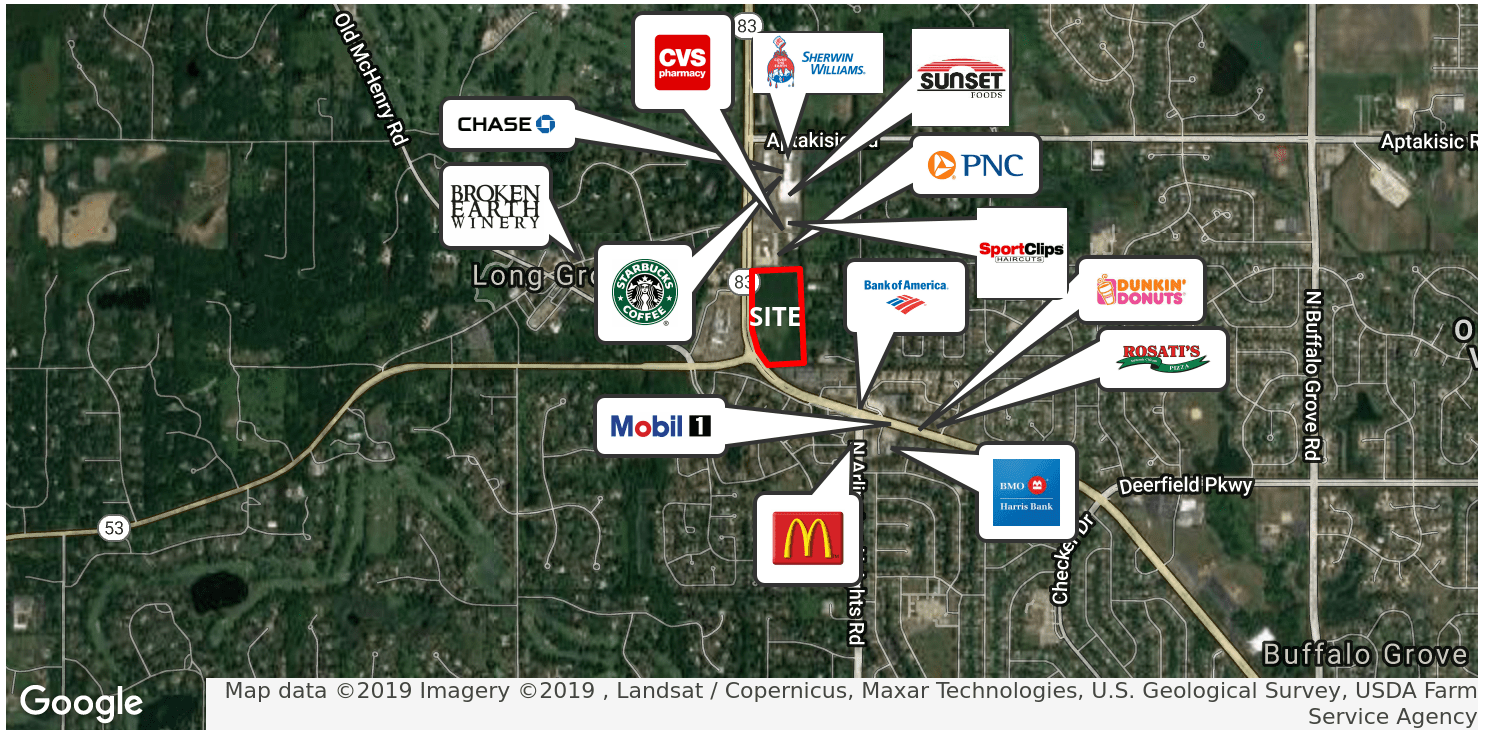 Old McHenry Rd
83
CVS
pharmacy
SHERWIN
WILLIAMS.
SUNSET
FOODS
CHASE
Aptakisic Rd
Aptakisic R
PNC
BROKEN
EARTH
WINERY
SportClips
HAIRCUTS
Long Gro
STARBUCKS
COFFEE
83
SITE
Bank of America.
DUNKIN'
DONUTS
ROSATI'S
PIZZA
N Buffalo Grove Rd
Mobil 1
N Arli
ghts Rd
BMO
Harris Bank
Deerfield Pkwy
Checker Dr
53
Buffalo Grove
Google
Map data ©2019 Imagery ©2019 , Landsat / Copernicus, Maxar Technologies, U.S. Geological Survey, USDA Farm
Service Agency